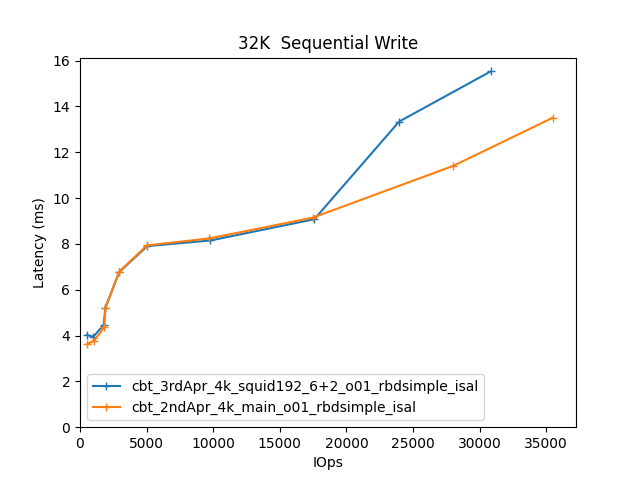 32K  Sequential Write
Latency (ms)
16
14
12
10
8
6
4
2
0
cbt_3rdApr_4k_squid192_6+2_o01_rbdsimple_isal
cbt_2ndApr_4k_main_o01_rbdsimple_isal
0 5000 10000 15000 20000 25000 30000 35000
IOps